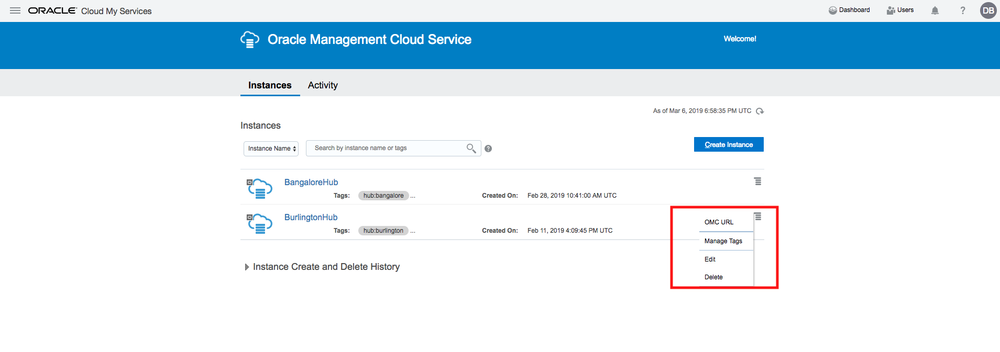 ORACLE Cloud My Services
Dashboard
Users
?
DB
Oracle Management Cloud Service
Welcome!
Instances
Activity
As of Mar 6, 2019 6:58:35 PM UTC
Instances
Instance Name
Search by instance name or tags
?
Create Instance
BangaloreHub
Tags: hub:bangalore ... Created On: Feb 28, 2019 10:41:00 AM UTC
BurlingtonHub
Tags: hub:burlington ... Created On: Feb 11, 2019 4:09:45 PM UTC
OMC URL
Manage Tags
Edit
Delete
Instance Create and Delete History